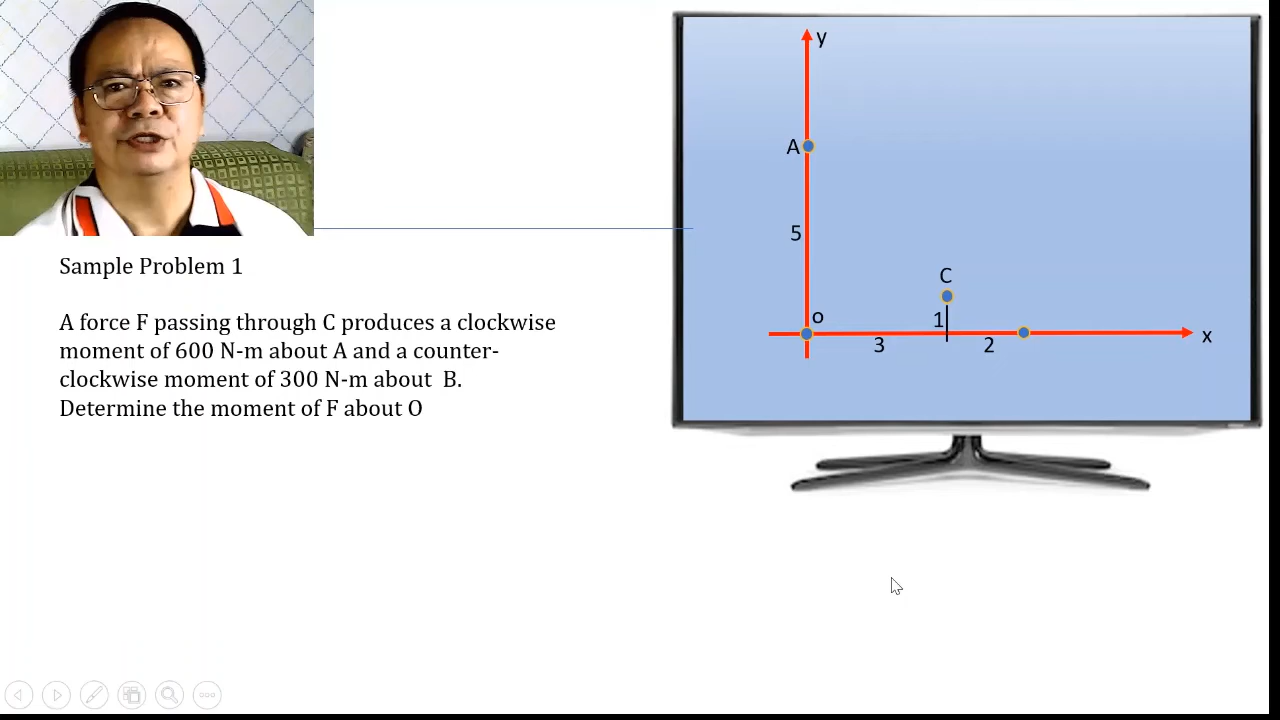 y
A
5
C
o
1
3
2
x
Sample Problem 1
A force F passing through C produces a clockwise
moment of 600 N-m about A and a counter-
clockwise moment of 300 N-m about  B.
Determine the moment of F about O